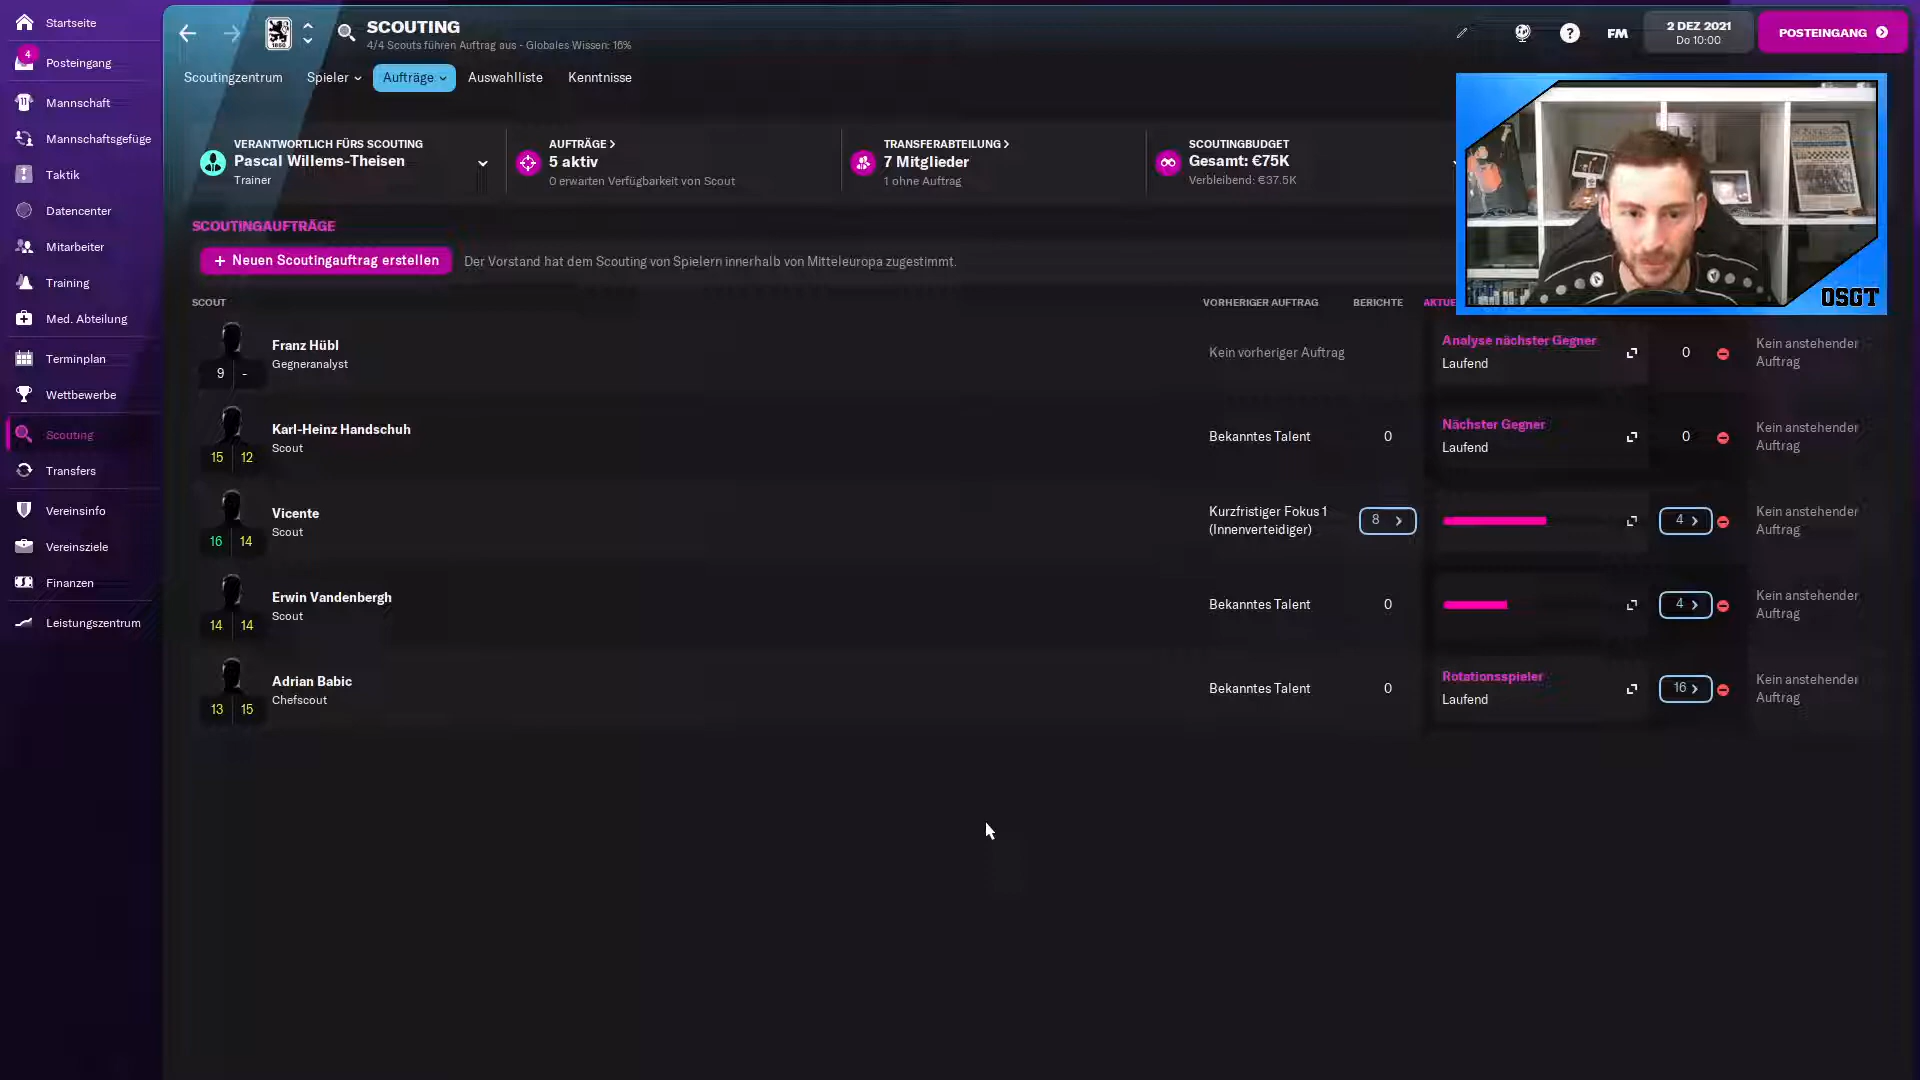 Startseite
4
Posteingang
Mannschaft
Mannschaftsgefüge
Taktik
Datencenter
Mitarbeiter
Training
Med. Abteilung
Terminplan
Wettbewerbe
Scouting
Transfers
Vereinsinfo
Vereinsziele
Finanzen
Leistungszentrum
SCOUTING
4/4 Scouts führen Auftrag aus - Globales Wissen: 16%
FM
2 DEZ 2021
Do 10:00
POSTEINGANG
Scoutingzentrum
Spieler
Aufträge
Auswahlliste
Kenntnisse
VERANTWORTLICH FÜRS SCOUTING
Pascal Willems-Theisen
Trainer
AUFTRÄGE >
5 aktiv
0 erwarten Verfügbarkeit von Scout
TRANSFERABTEILUNG >
7 Mitglieder
1 ohne Auftrag
SCOUTINGBUDGET
Gesamt: €75K
Verbleibend: €37.5K
OSGT
SCOUTINGAUFTRÄGE
+ Neuen Scoutingauftrag erstellen
Der Vorstand hat dem Scouting von Spielern innerhalb von Mitteleuropa zugestimmt.
SCOUT
VORHERIGER AUFTRAG
BERICHTE
Franz Hübl
Gegneranalyst
9 -
Kein vorheriger Auftrag
Analyse nächster Gegner
Laufend
0
Kein anstehender
Auftrag
Karl-Heinz Handschuh
Scout
15 12
Bekanntes Talent
0
Nächster Gegner
Laufend
0
Kein anstehender
Auftrag
Vicente
Scout
16 14
Kurzfristiger Fokus 1
(Innenverteidiger)
8 >
4 >
Kein anstehender
Auftrag
Erwin Vandenbergh
Scout
14 14
Bekanntes Talent
0
4 >
Kein anstehender
Auftrag
Adrian Babic
Chefscout
13 15
Bekanntes Talent
0
Rotationsspieler
Laufend
16 >
Kein anstehender
Auftrag